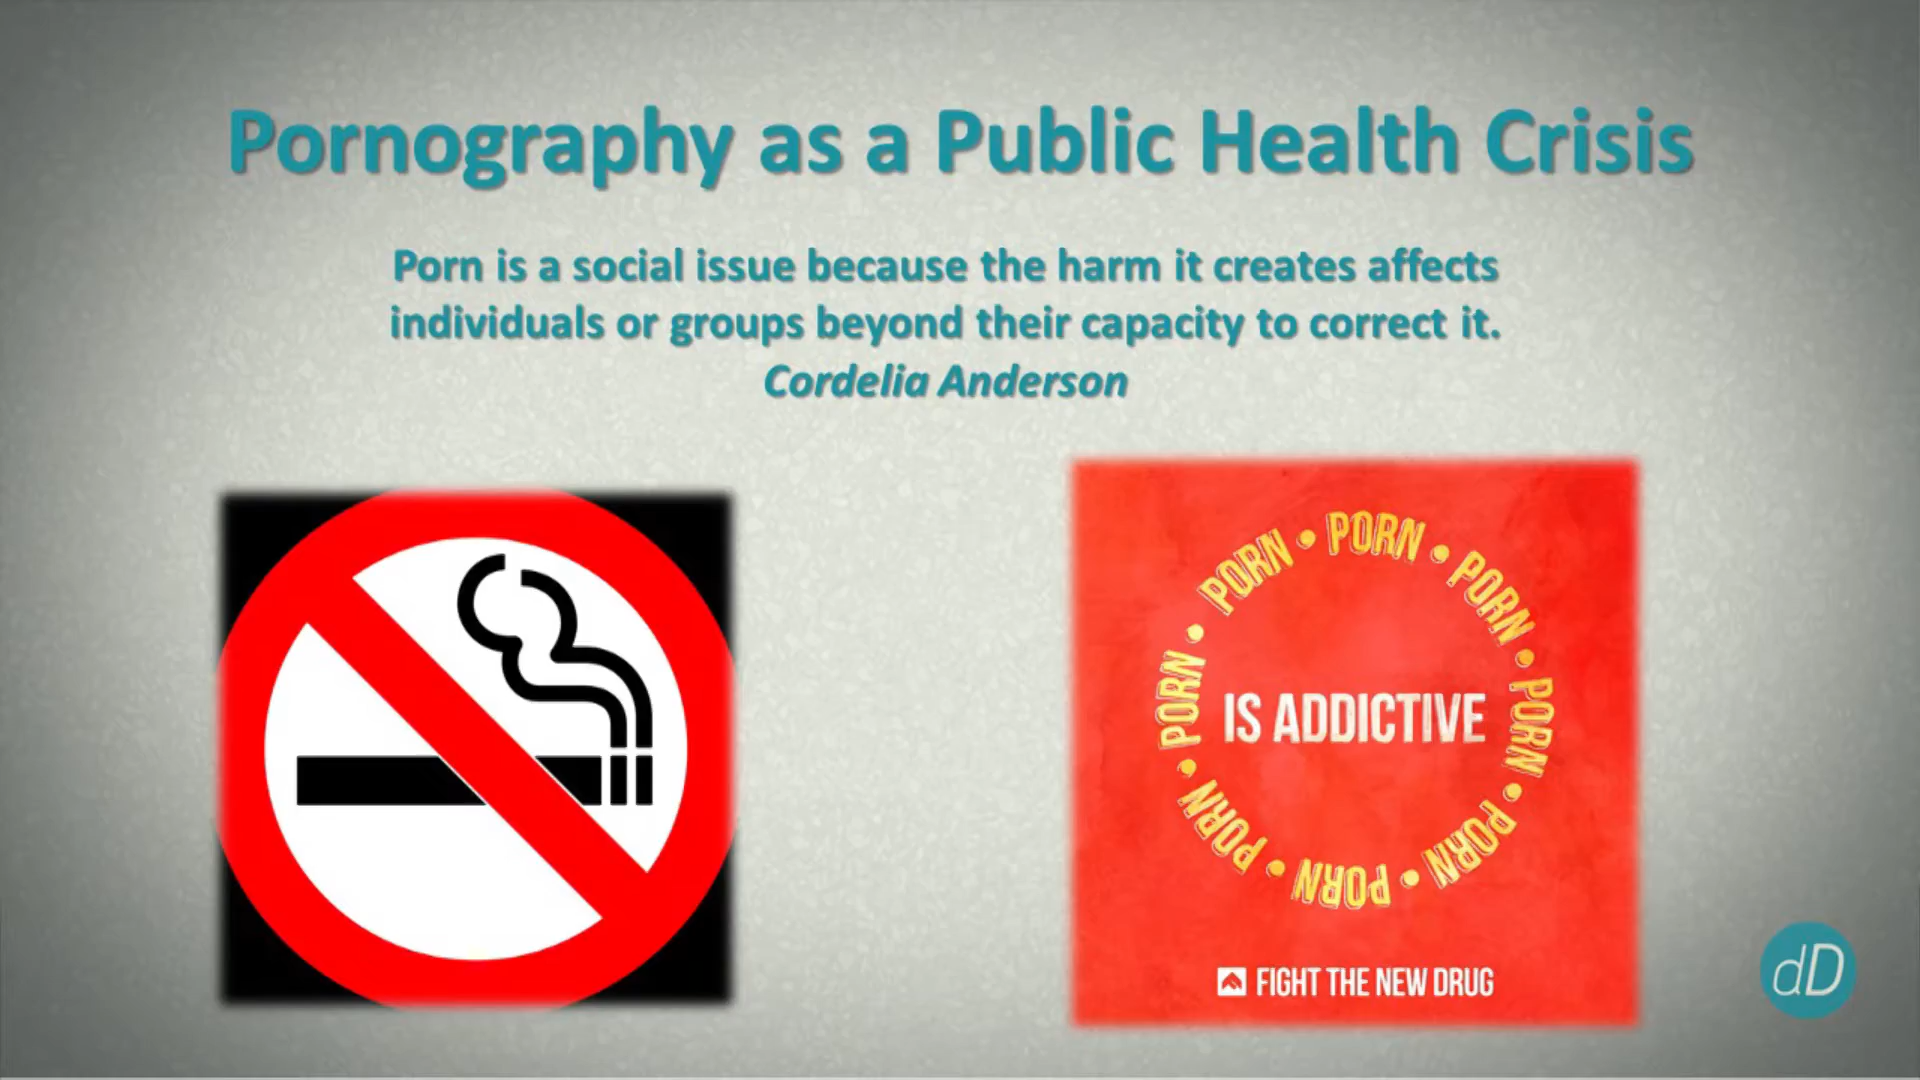 Pornography as a Public Health Crisis
Porn is a social issue because the harm it creates affects
individuals or groups beyond their capacity to correct it.
Cordelia Anderson
PORN • PORN • PORN • PORN • PORN • PORN • PORN • PORN •
IS ADDICTIVE
FIGHT THE NEW DRUG
dD